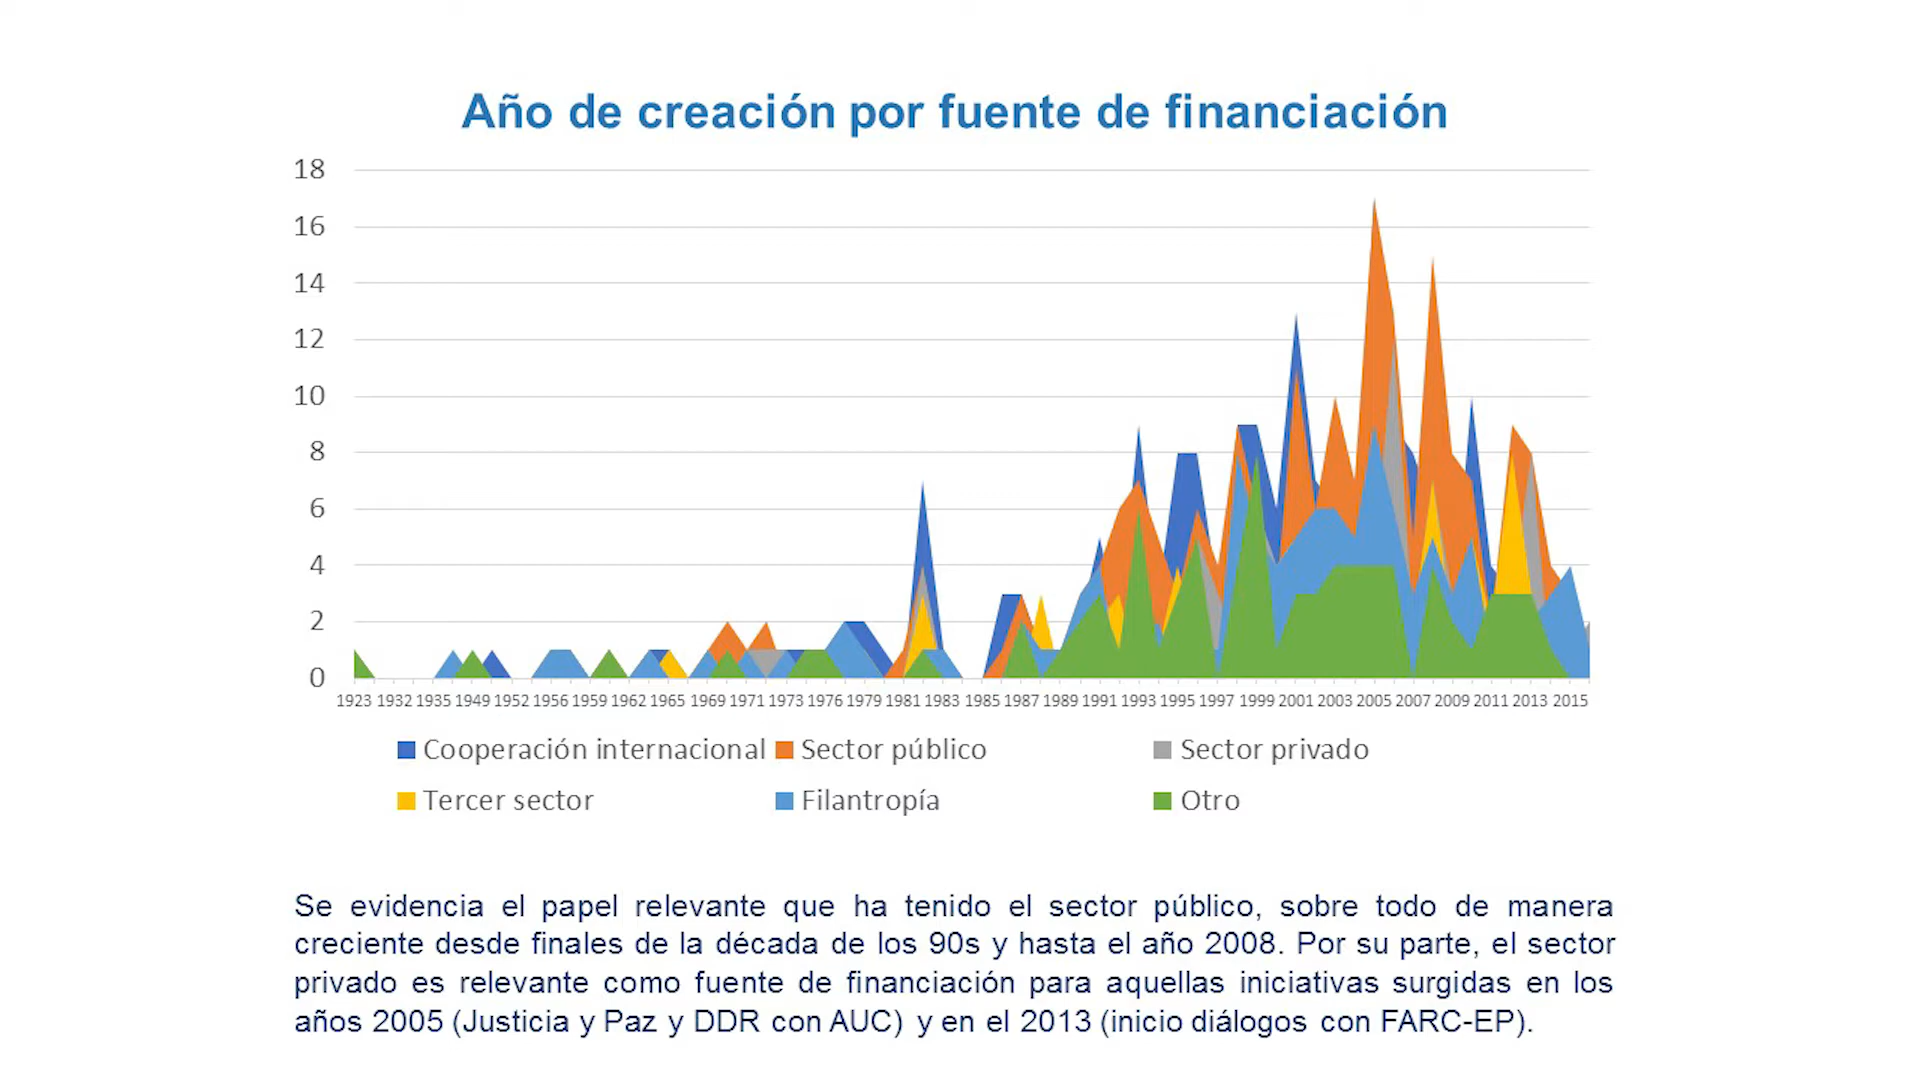 Año de creación por fuente de financiación
18
16
14
12
10
8
6
4
2
0
1923 1932 1935 1949 1952 1956 1959 1962 1965 1969 1971 1973 1976 1979 1981 1983 1985 1987 1989 1991 1993 1995 1997 1999 2001 2003 2005 2007 2009 2011 2013 2015
Cooperación internacional Sector público Sector privado
Tercer sector Filantropía Otro
Se evidencia el papel relevante que ha tenido el sector público, sobre todo de manera
creciente desde finales de la década de los 90s y hasta el año 2008. Por su parte, el sector
privado es relevante como fuente de financiación para aquellas iniciativas surgidas en los
años 2005 (Justicia y Paz y DDR con AUC) y en el 2013 (inicio diálogos con FARC-EP).